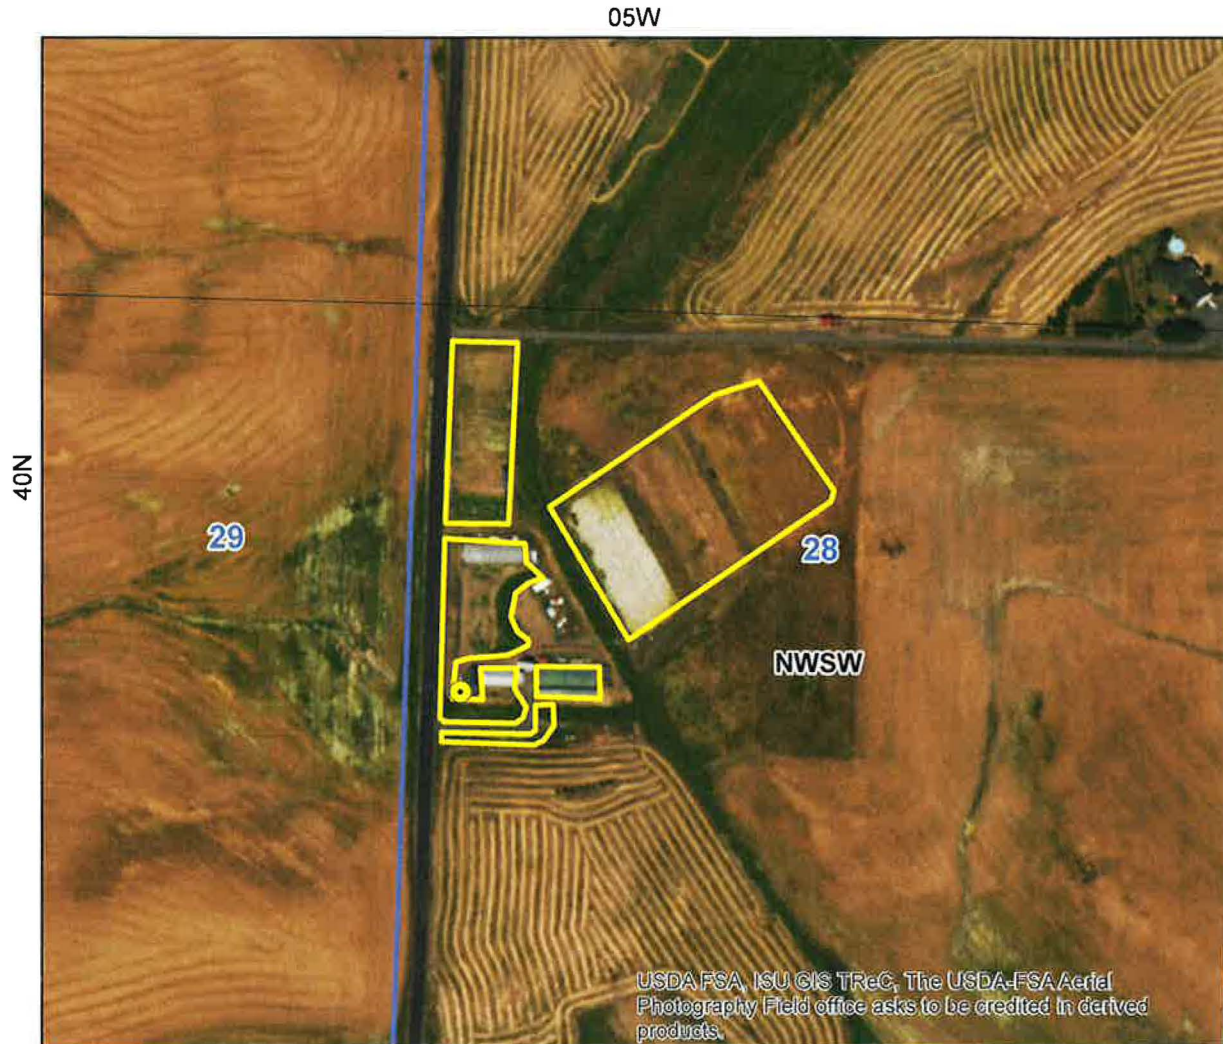 05W
40N
29
28
NWSW
USDA FSA, ISU GIS TReC, The USDA-FSA Aerial
Photography Field office asks to be credited in derived
products.